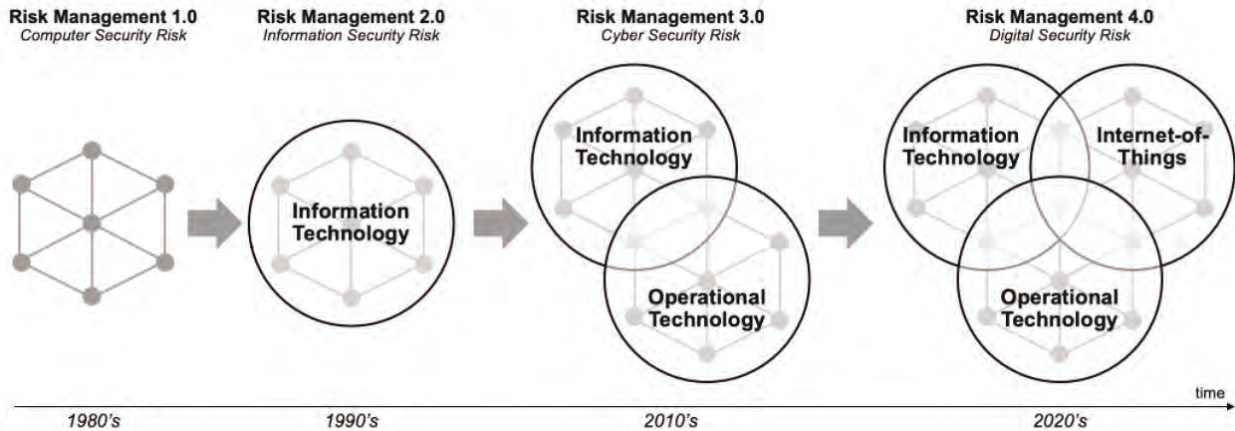 Risk Management 1.0
Computer Security Risk
Risk Management 2.0
Information Security Risk
Risk Management 3.0
Cyber Security Risk
Risk Management 4.0
Digital Security Risk
Information
Technology
Information
Technology
Operational
Technology
Information
Technology
Internet-of-
Things
Operational
Technology
time
1980's
1990's
2010's
2020's